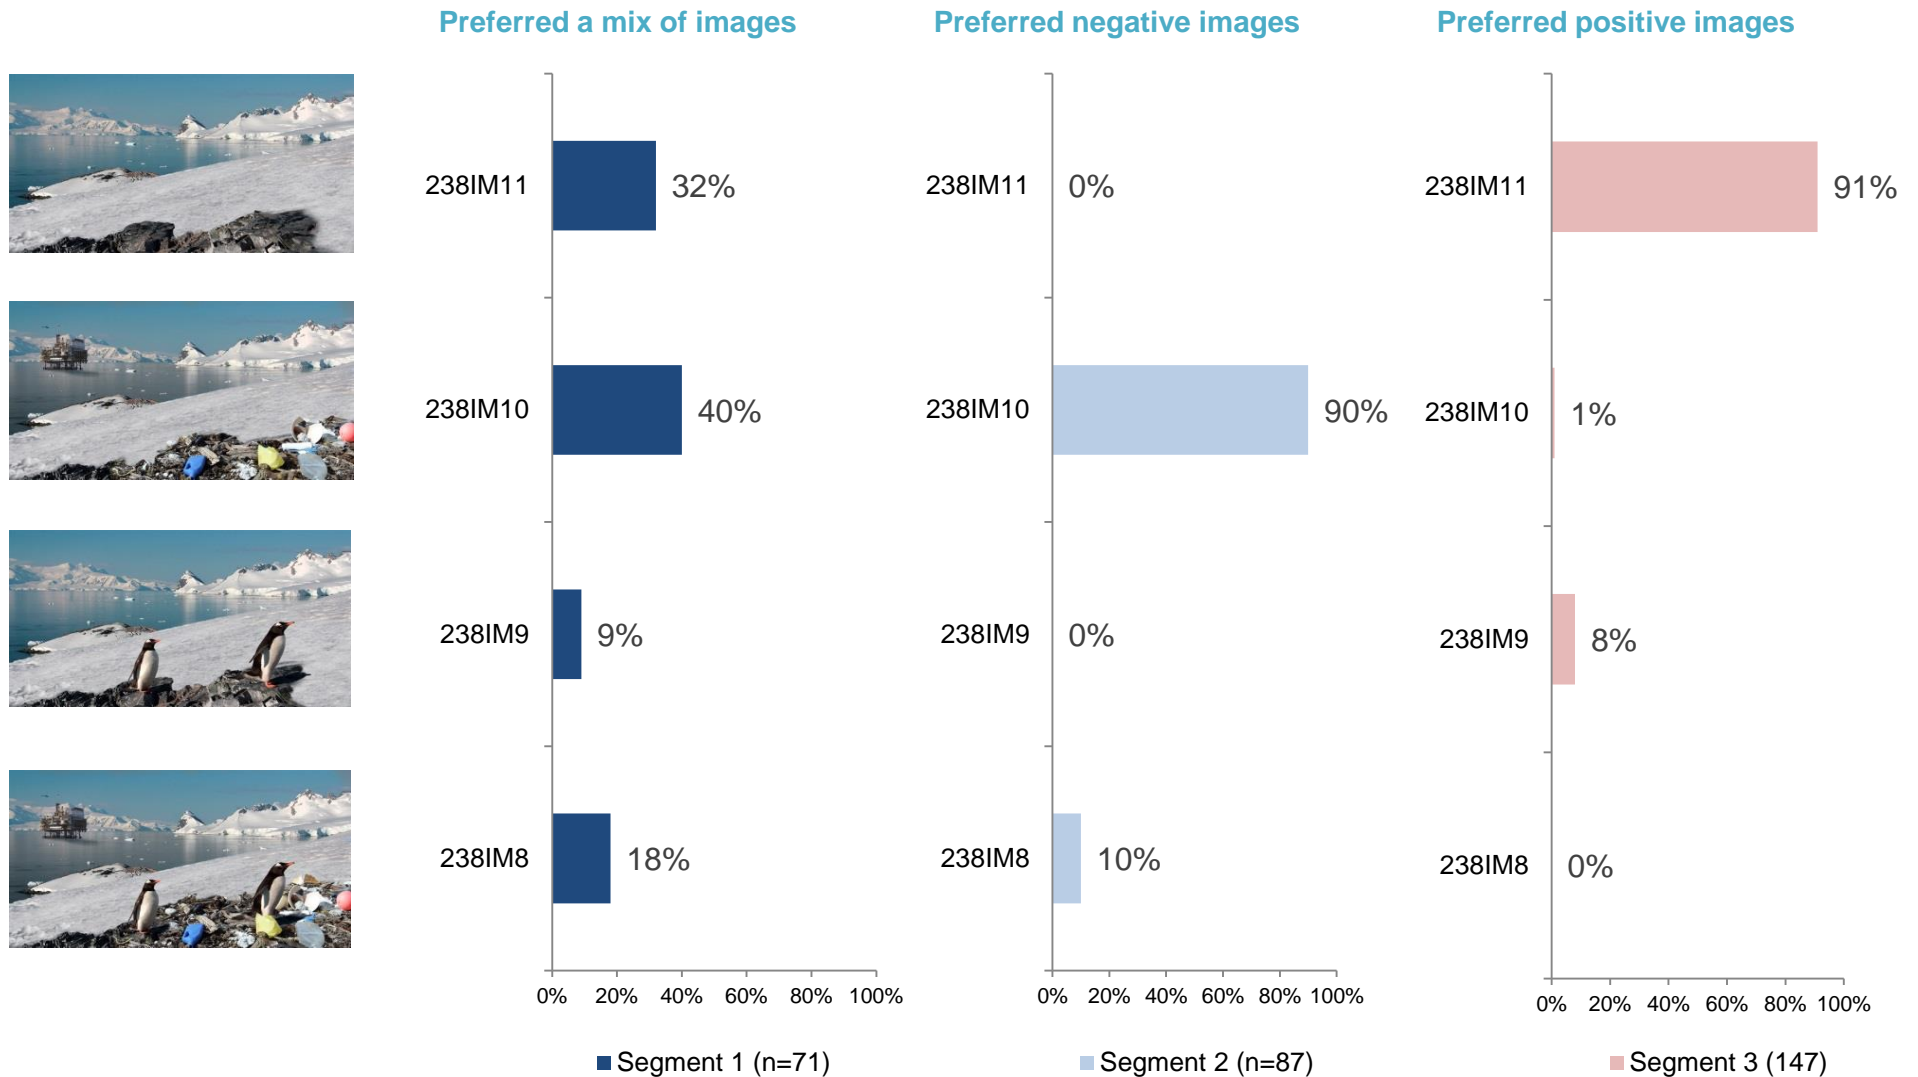 Preferred a mix of images
238IM11
32%
238IM10
40%
238IM9
9%
238IM8
18%
0% 20% 40% 60% 80% 100%
Segment 1 (n=71)
Preferred negative images
238IM11
0%
238IM10
90%
238IM9
0%
238IM8
10%
0% 20% 40% 60% 80% 100%
Segment 2 (n=87)
Preferred positive images
238IM11
91%
238IM10
1%
238IM9
8%
238IM8
0%
0% 20% 40% 60% 80% 100%
Segment 3 (147)